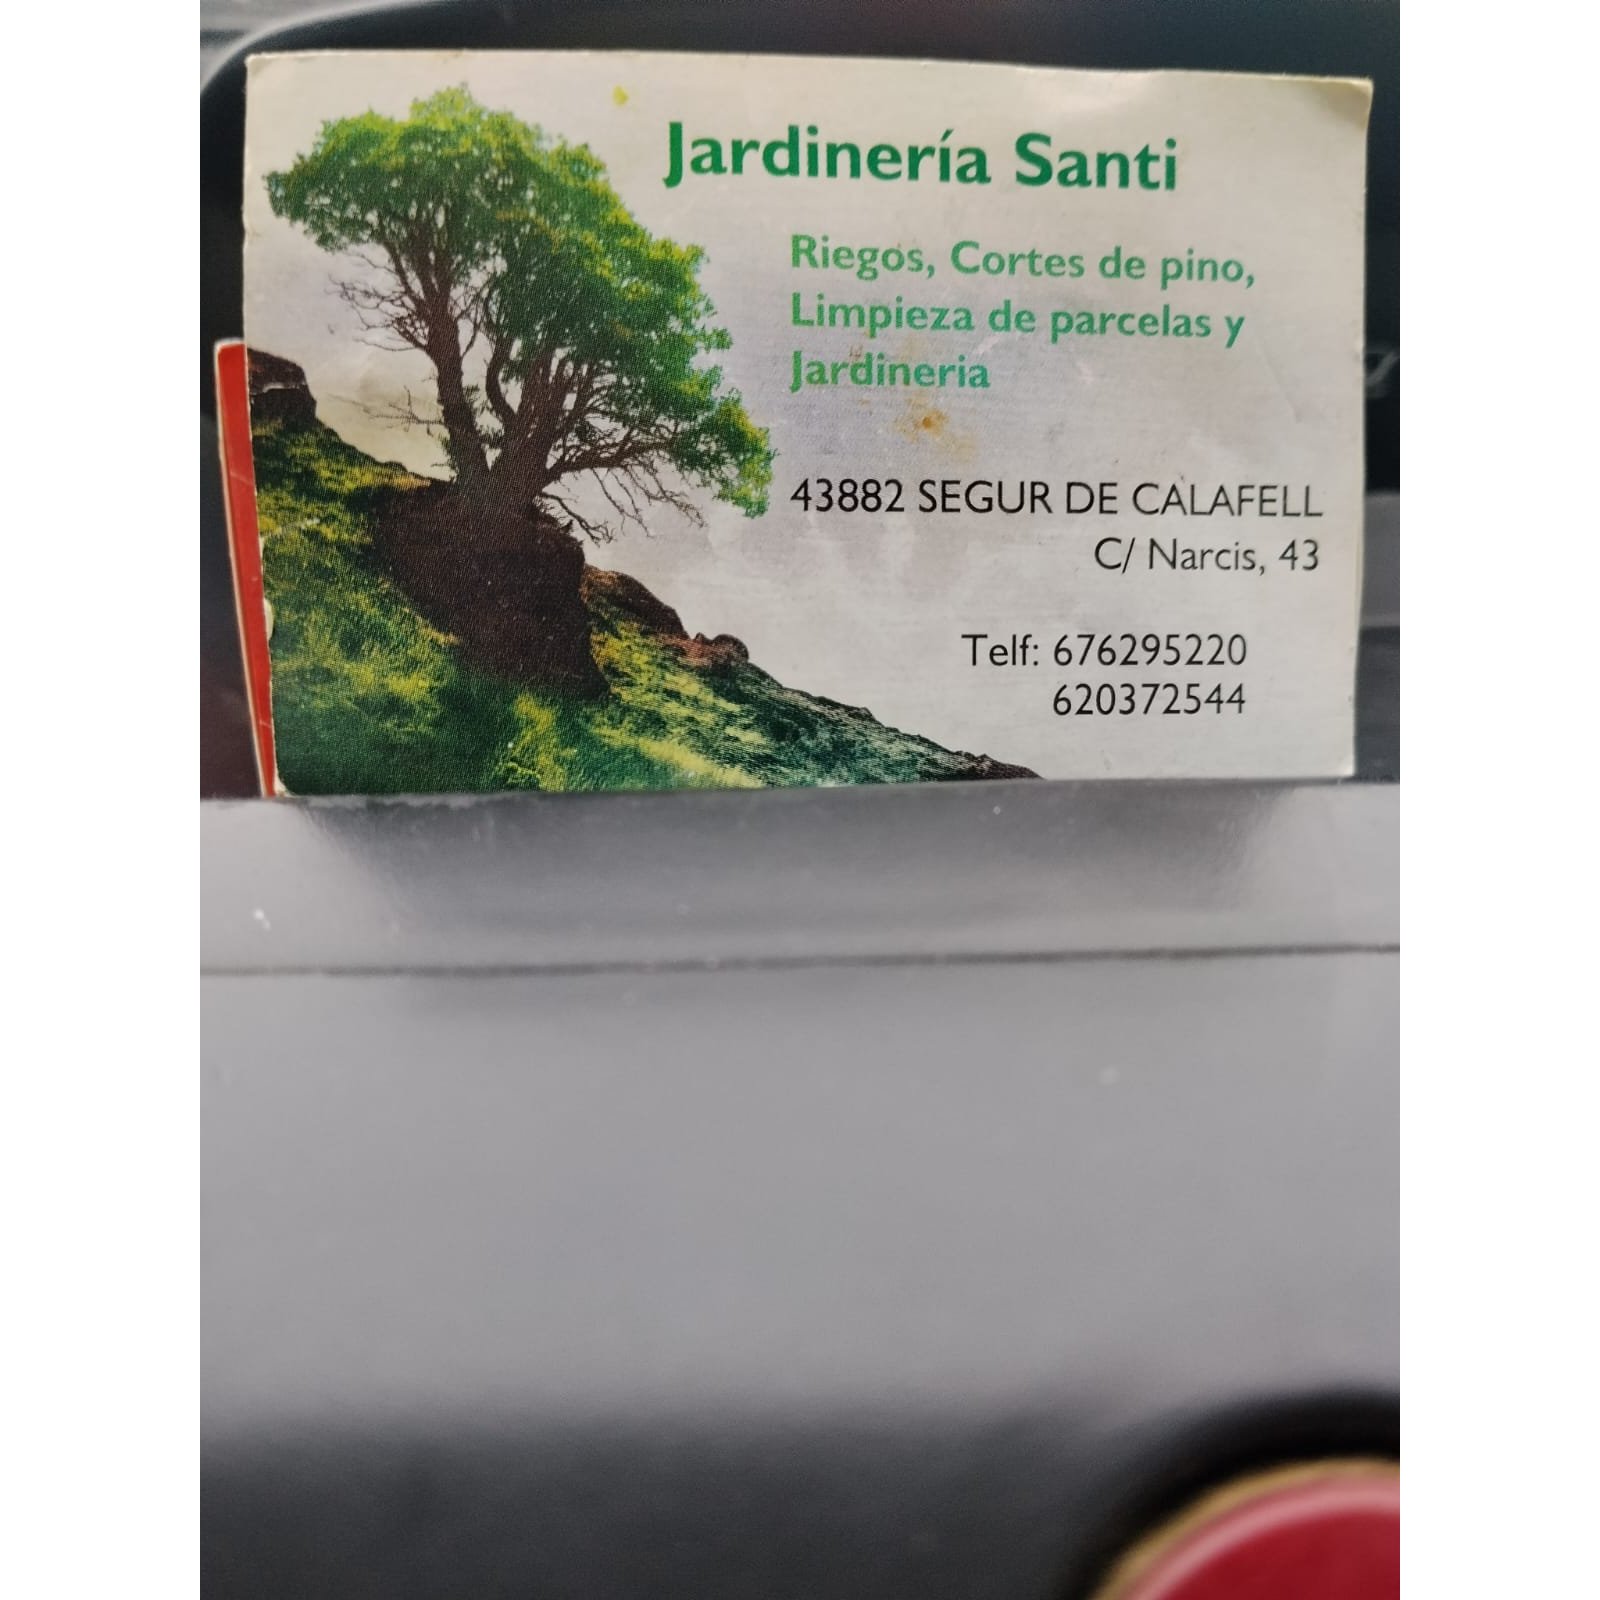 Jardinería Santi
Riegos, Cortes de pino,
Limpieza de parcelas y
Jardineria
43882 SEGUR DE CALAFELL
C/ Narcis, 43
Telf: 676295220
620372544